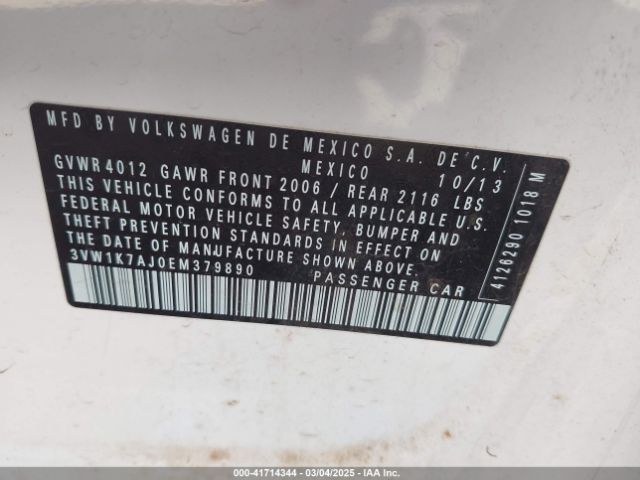 MFD BY VOLKSWAGEN DE MEXICO S.A. DE C.V.
MEXICO 10/13
GVWR 4012 GAWR FRONT 2006 / REAR 2116 LBS
THIS VEHICLE CONFORMS TO ALL APPLICABLE U.S.
FEDERAL MOTOR VEHICLE SAFETY, BUMPER AND
THEFT PREVENTION STANDARDS IN EFFECT ON
THE DATE OF MANUFACTURE SHOWN ABOVE.
3VW1K7AJ0EM379890 PASSENGER CAR
4126290 1018 M
000-41714344 — 03/04/2025 — IAA Inc.